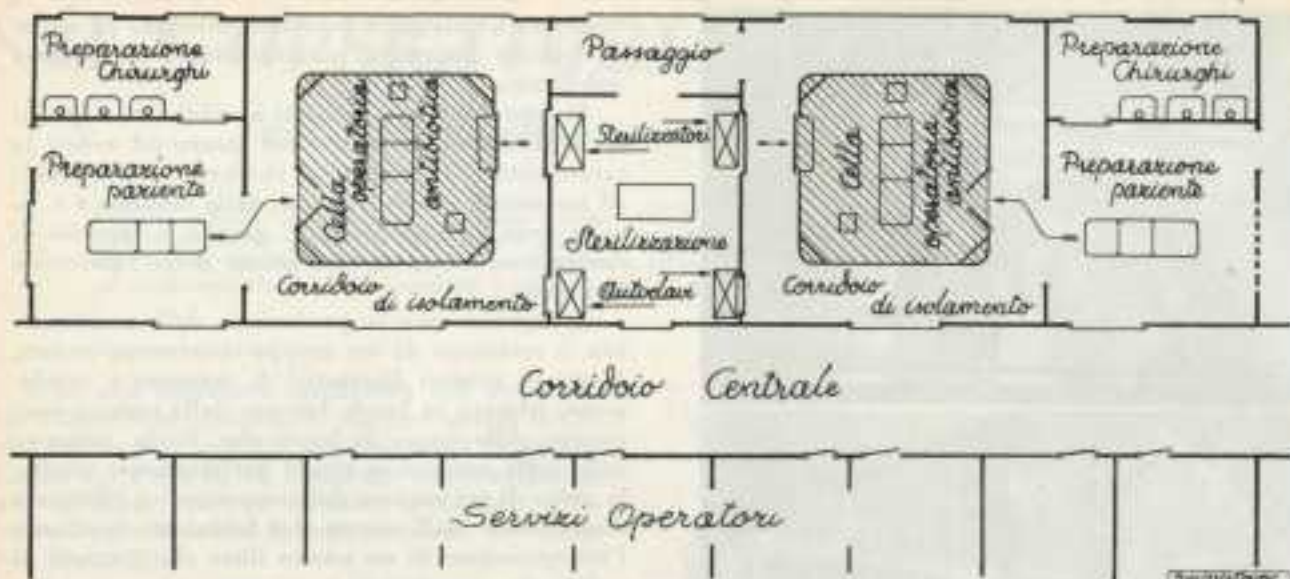 Preparazione
Chirurghi
Passaggio
Preparazione
Chirurghi
Preparazione
paziente
Cella
operatoria
antibiotica
Sterilizzatori
Cella
operatoria
antibiotica
Preparazione
paziente
Sterilizzazione
Corridoio
di isolamento
Autoclavi
Corridoio
di isolamento
Corridoio Centrale
Servizi Operatori